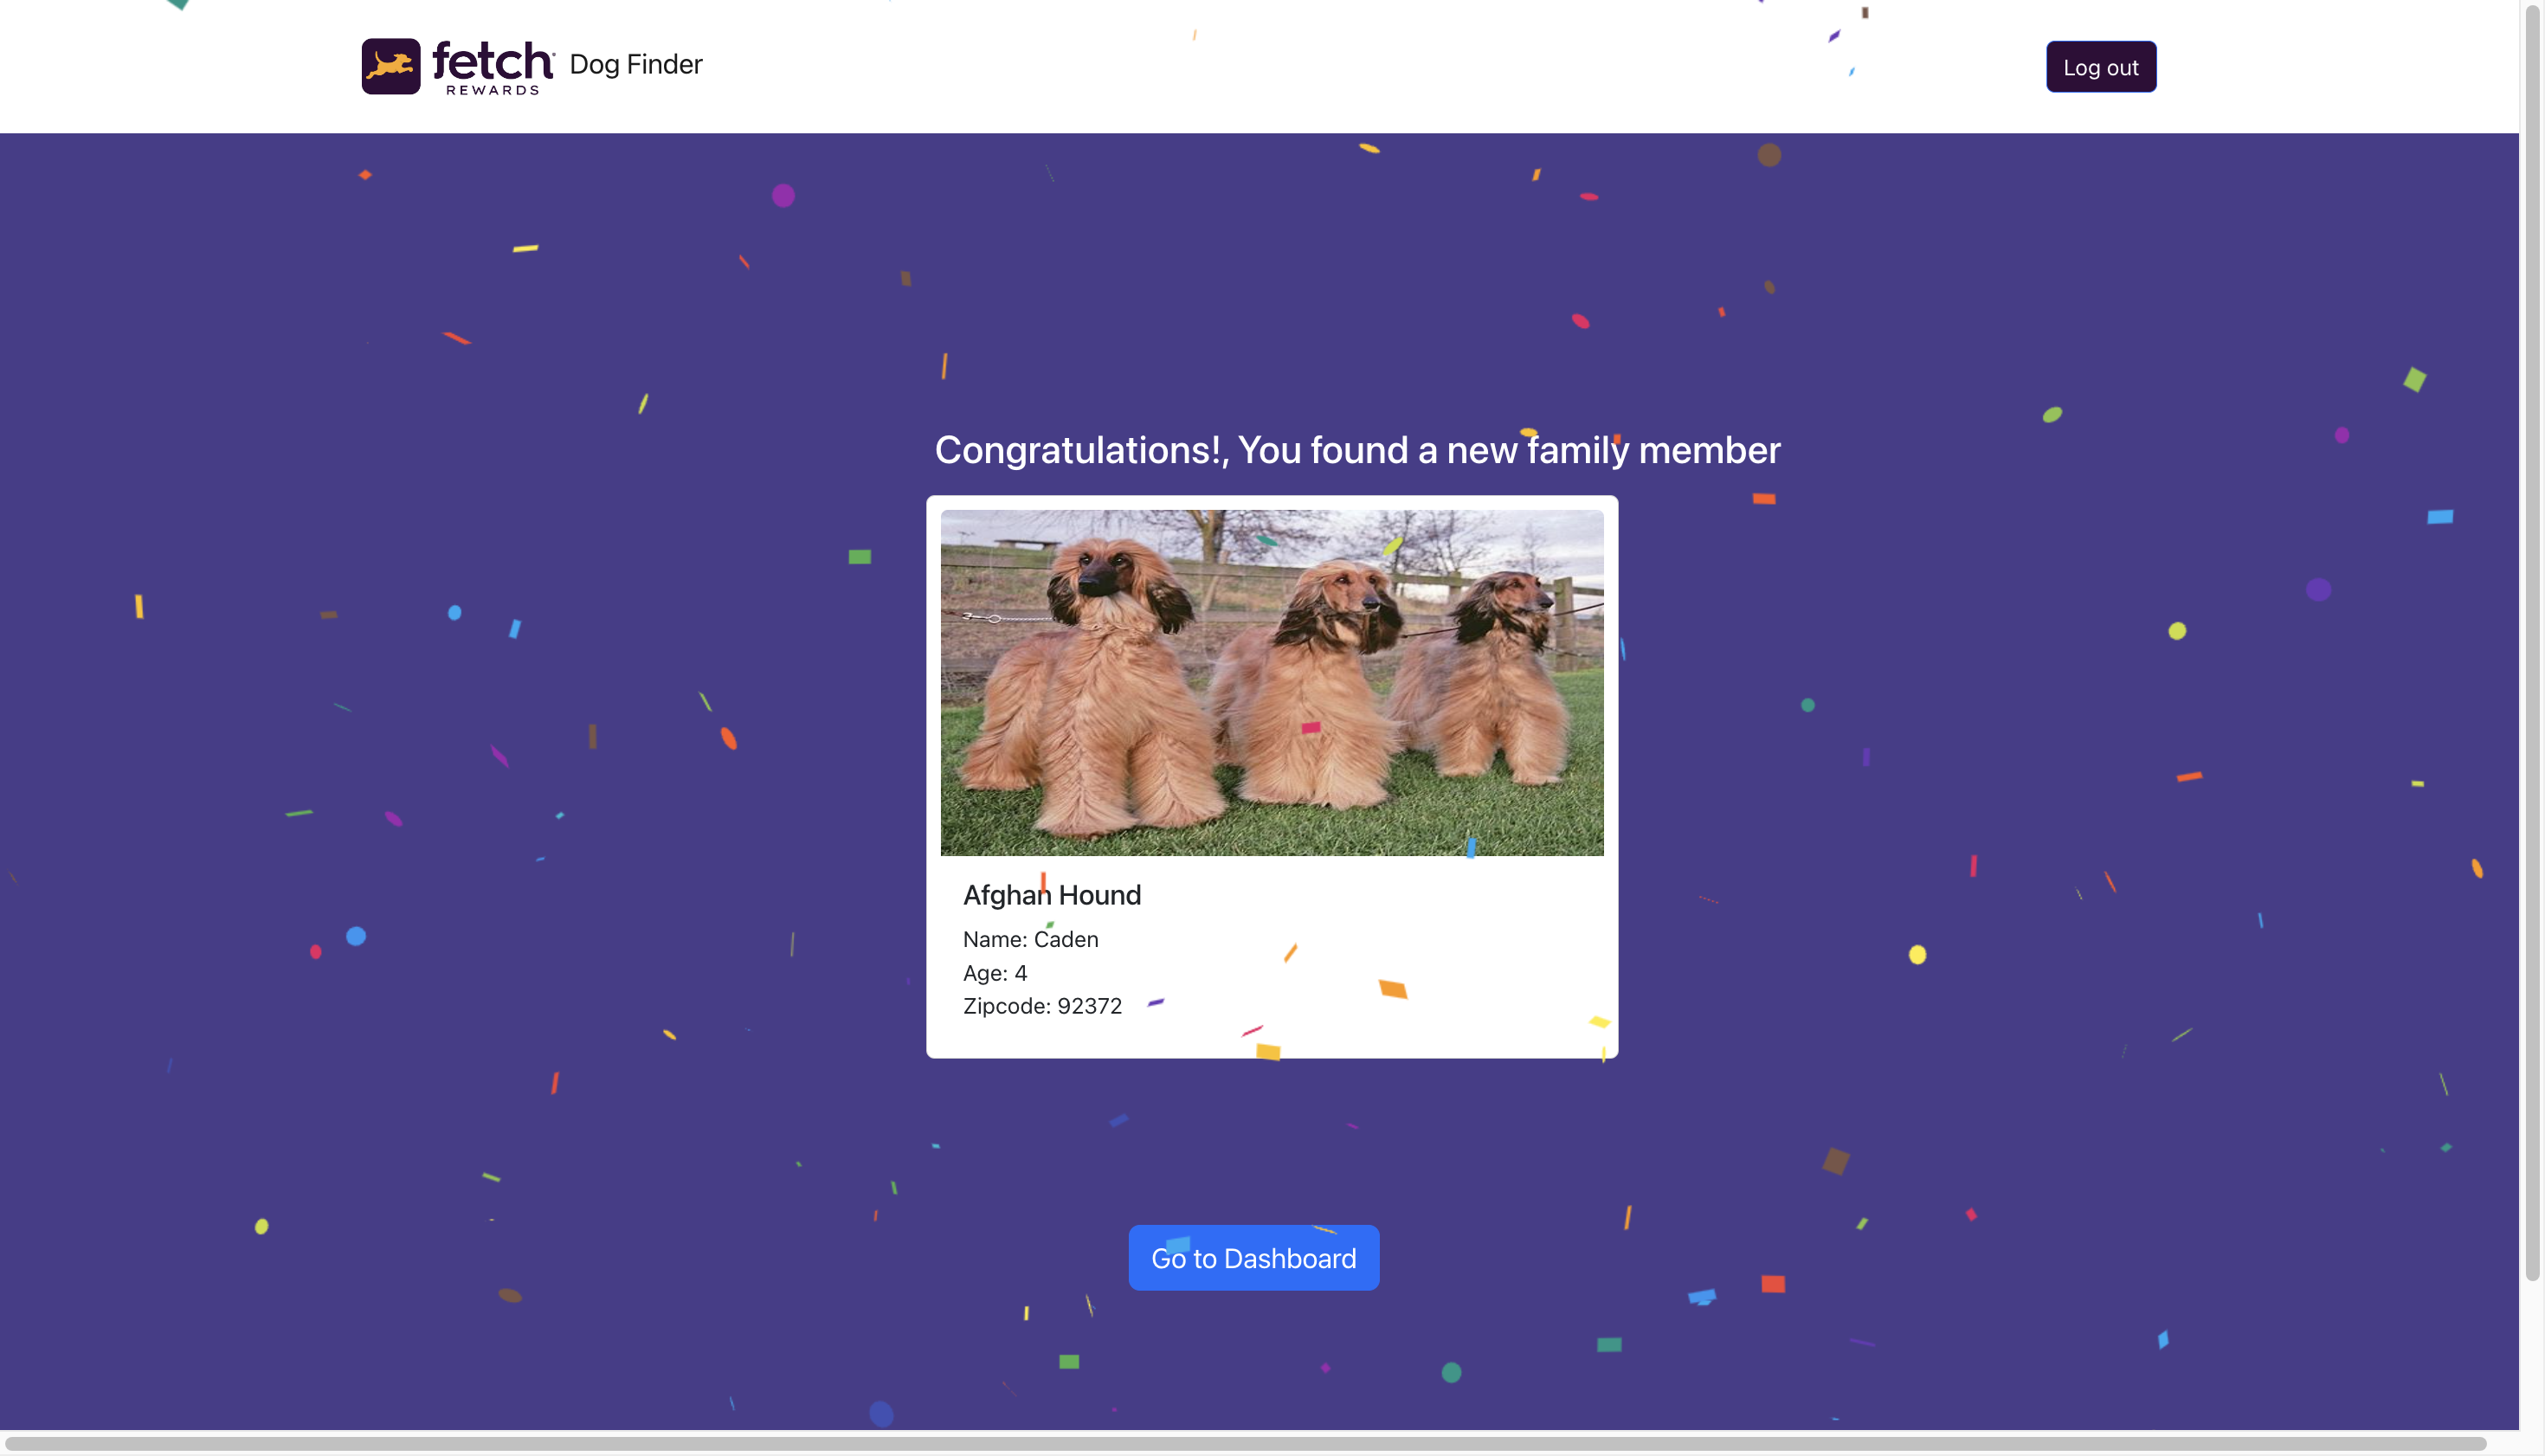 fetch Dog Finder
REWARDS
Log out
Congratulations!, You found a new family member
Afghan Hound
Name: Caden
Age: 4
Zipcode: 92372
Go to Dashboard